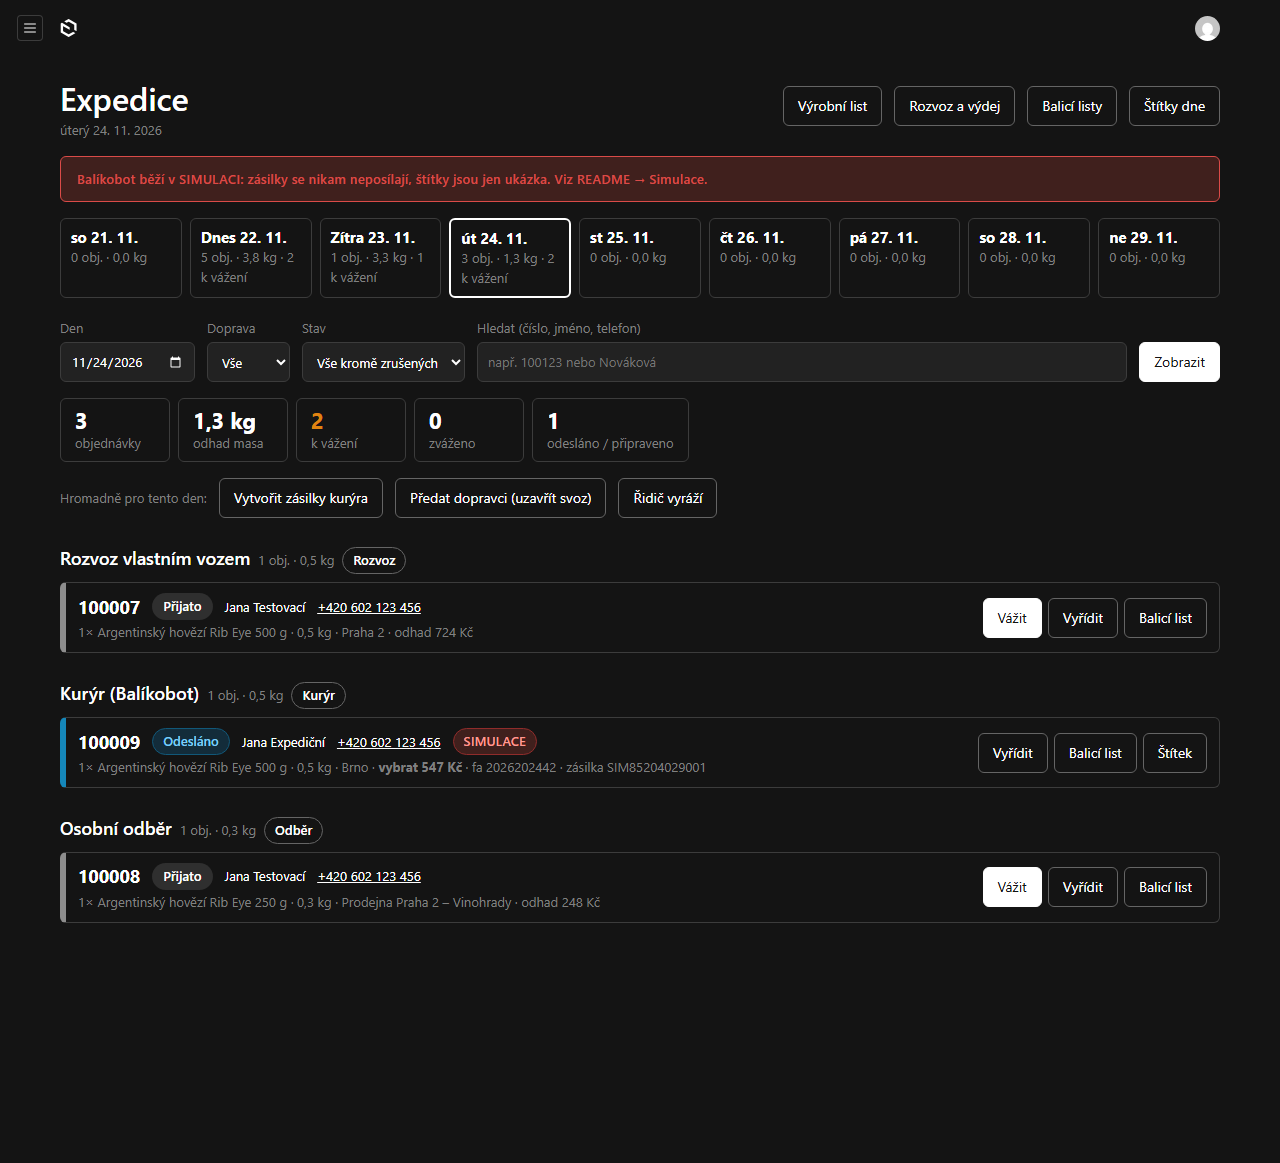 Expedice
úterý 24. 11. 2026
Výrobní list
Rozvoz a výdej
Balicí listy
Štítky dne
Balíkobot běží v SIMULACI: zásilky se nikam neposílají, štítky jsou jen ukázka. Viz README → Simulace.
so 21. 11.
0 obj. · 0,0 kg
Dnes 22. 11.
5 obj. · 3,8 kg · 2
k vážení
Zítra 23. 11.
1 obj. · 3,3 kg · 1
k vážení
út 24. 11.
3 obj. · 1,3 kg · 2
k vážení
st 25. 11.
0 obj. · 0,0 kg
čt 26. 11.
0 obj. · 0,0 kg
pá 27. 11.
0 obj. · 0,0 kg
so 28. 11.
0 obj. · 0,0 kg
ne 29. 11.
0 obj. · 0,0 kg
Den
11/24/2026
Doprava
Vše
Stav
Vše kromě zrušených
Hledat (číslo, jméno, telefon)
např. 100123 nebo Nováková
Zobrazit
3
objednávky
1,3 kg
odhad masa
2
k vážení
0
zváženo
1
odesláno / připraveno
Hromadně pro tento den:
Vytvořit zásilky kurýra
Předat dopravci (uzavřít svoz)
Řidič vyráží
Rozvoz vlastním vozem 1 obj. · 0,5 kg Rozvoz
100007 Přijato Jana Testovací +420 602 123 456
1× Argentinský hovězí Rib Eye 500 g · 0,5 kg · Praha 2 · odhad 724 Kč
Vážit
Vyřídit
Balicí list
Kurýr (Balíkobot) 1 obj. · 0,5 kg Kurýr
100009 Odesláno Jana Expediční +420 602 123 456 SIMULACE
1× Argentinský hovězí Rib Eye 500 g · 0,5 kg · Brno · vybrat 547 Kč · fa 2026202442 · zásilka SIM85204029001
Vyřídit
Balicí list
Štítek
Osobní odběr 1 obj. · 0,3 kg Odběr
100008 Přijato Jana Testovací +420 602 123 456
1× Argentinský hovězí Rib Eye 250 g · 0,3 kg · Prodejna Praha 2 – Vinohrady · odhad 248 Kč
Vážit
Vyřídit
Balicí list